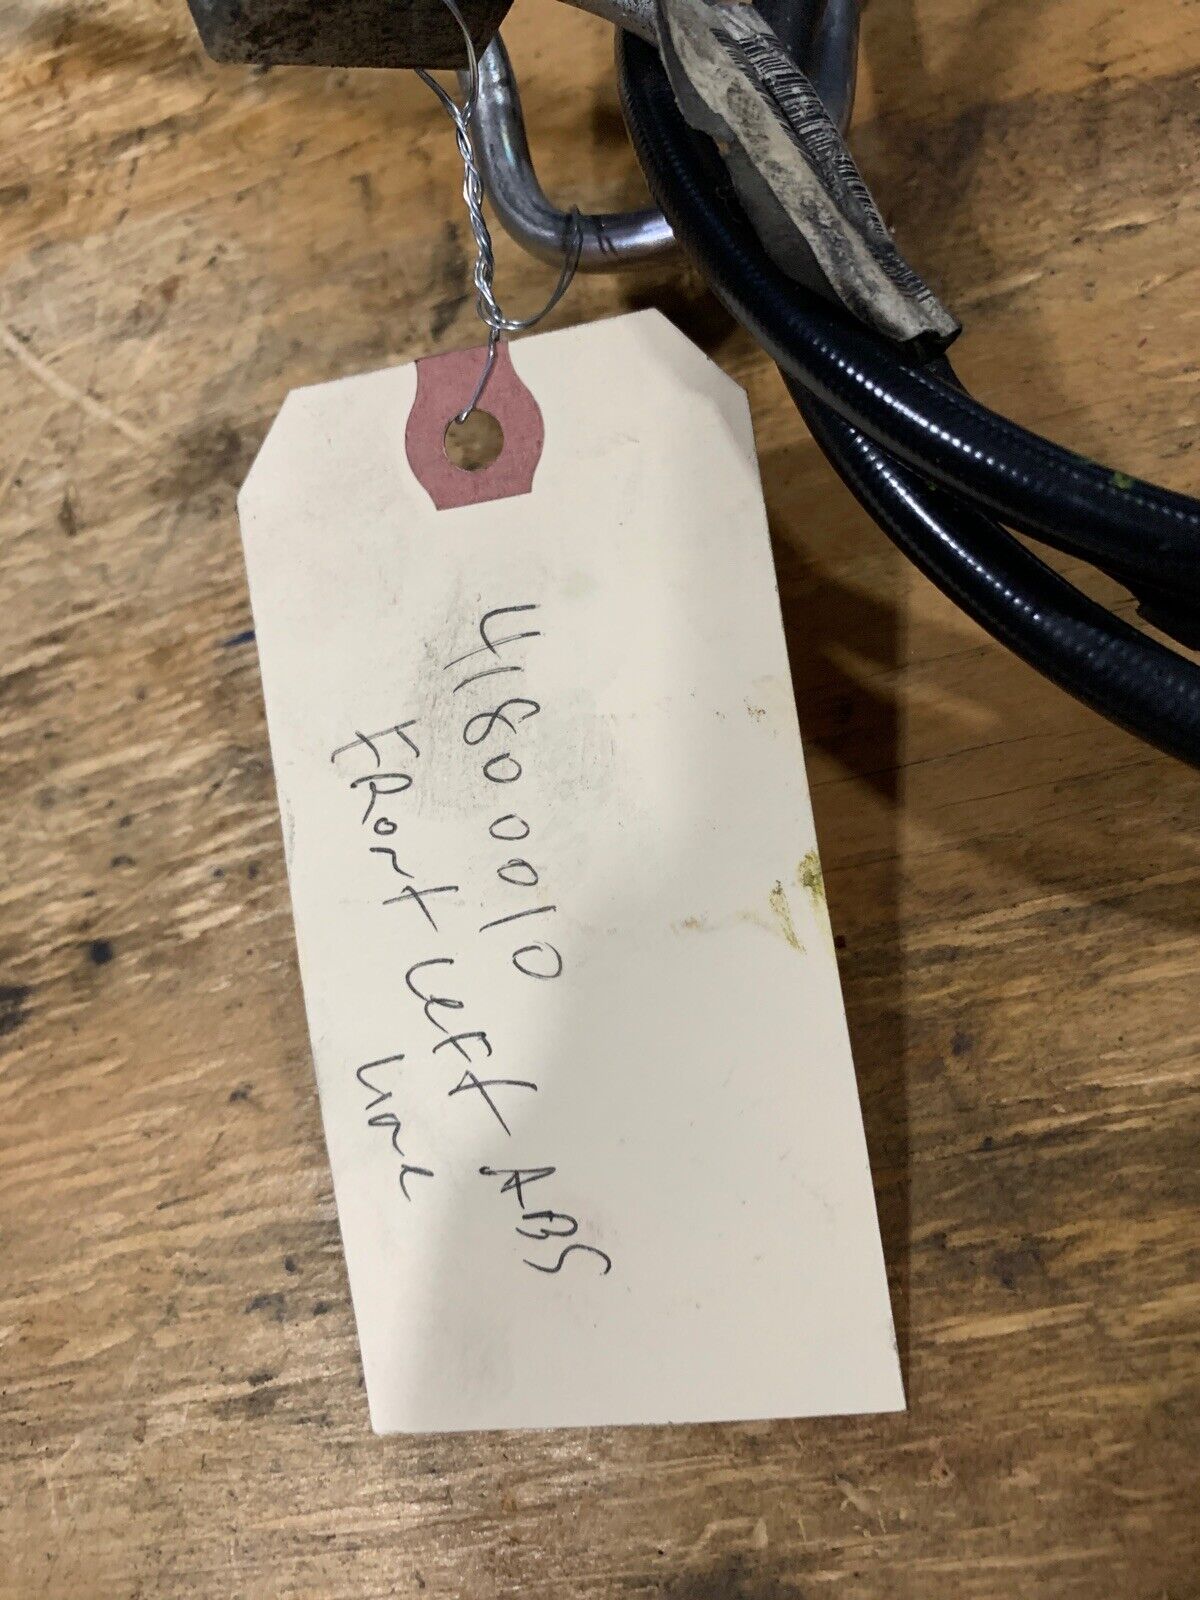 41800010
FRont Left ABS
Line